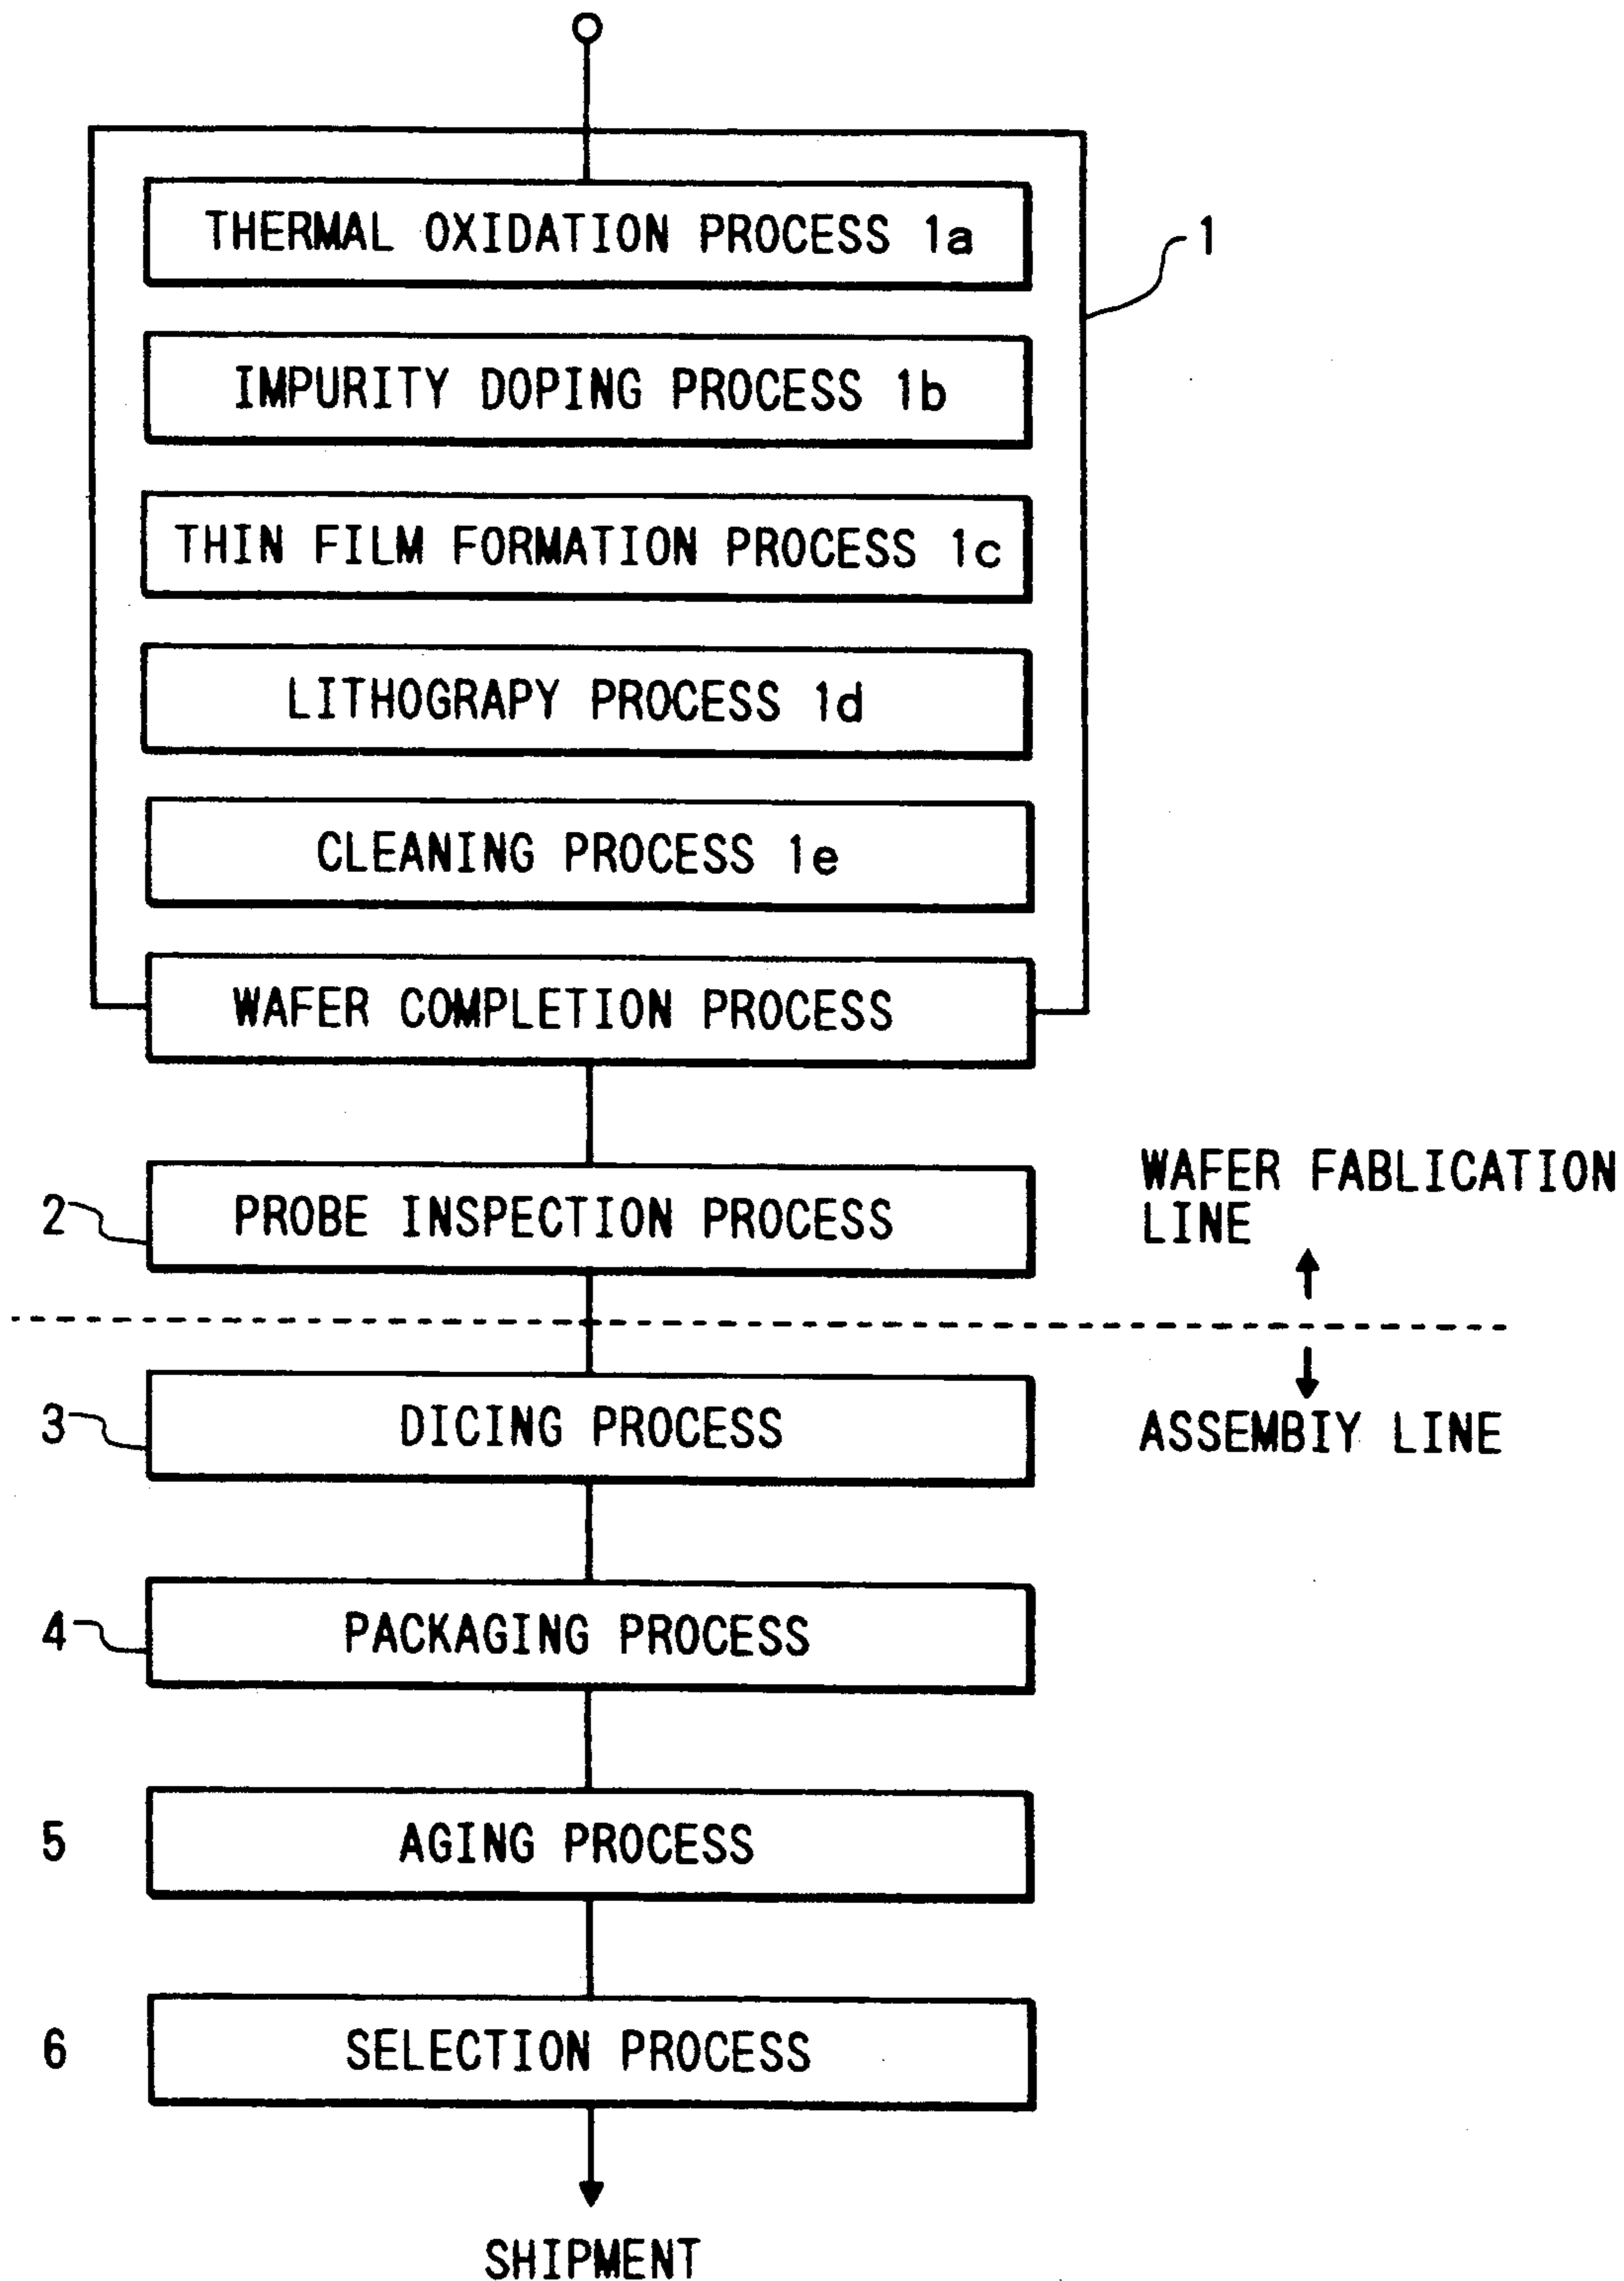 THERMAL OXIDATION PROCESS 1a
1
IMPURITY DOPING PROCESS 1b
THIN FILM FORMATION PROCESS 1c
LITHOGRAPY PROCESS 1d
CLEANING PROCESS 1e
WAFER COMPLETION PROCESS
WAFER FABLICATION
LINE
2
PROBE INSPECTION PROCESS
3
DICING PROCESS
ASSEMBIY LINE
4
PACKAGING PROCESS
5
AGING PROCESS
6
SELECTION PROCESS
SHIPMENT